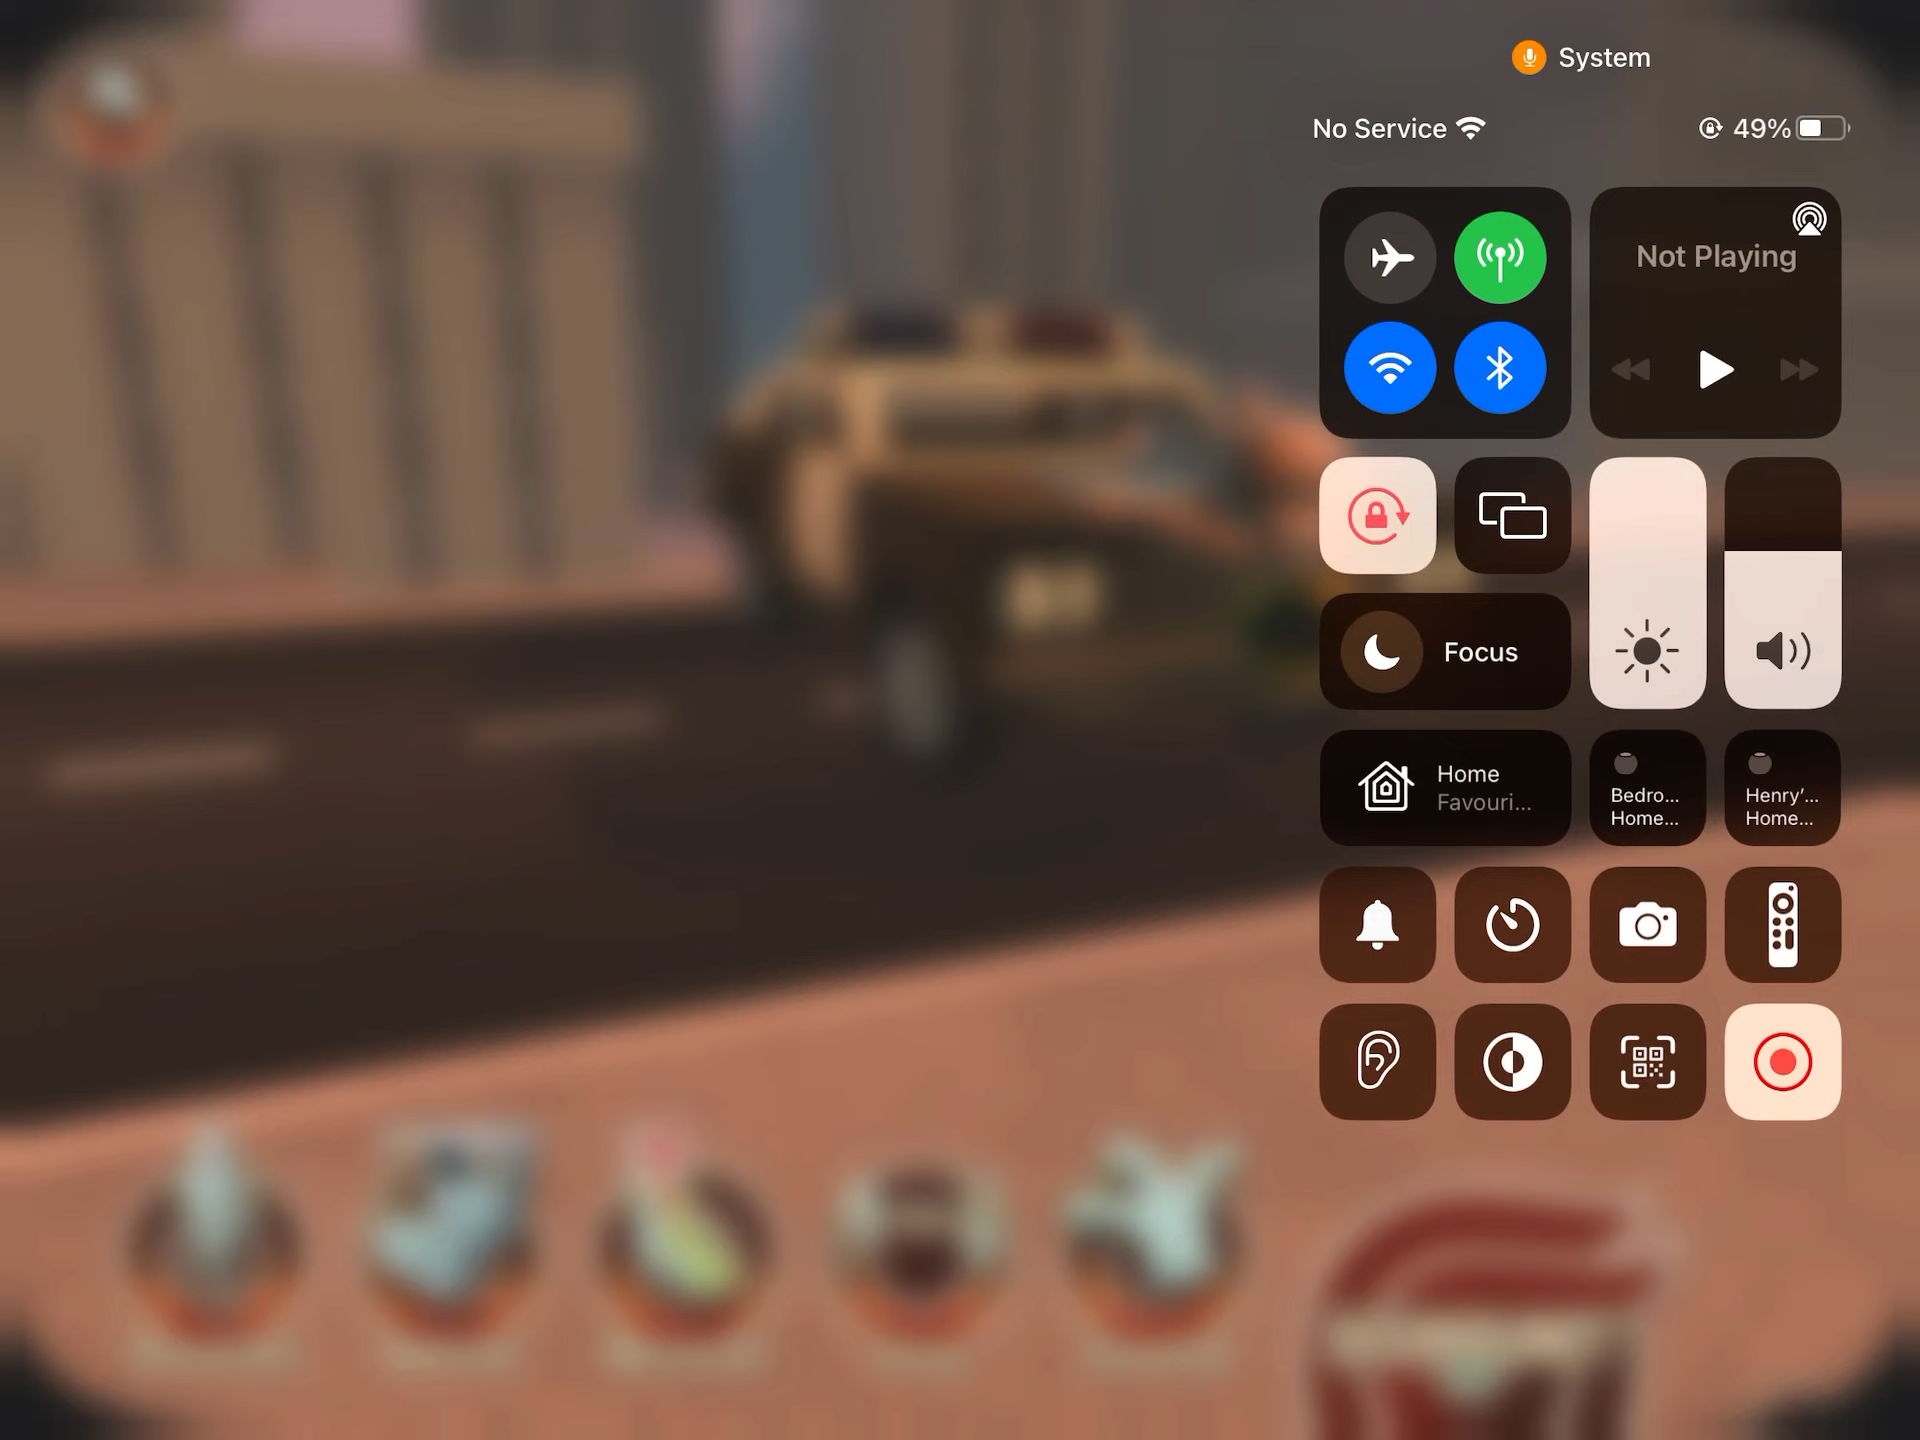 System
No Service
49%
Not Playing
Focus
Home
Favouri...
Bedro...
Home...
Henry'...
Home...